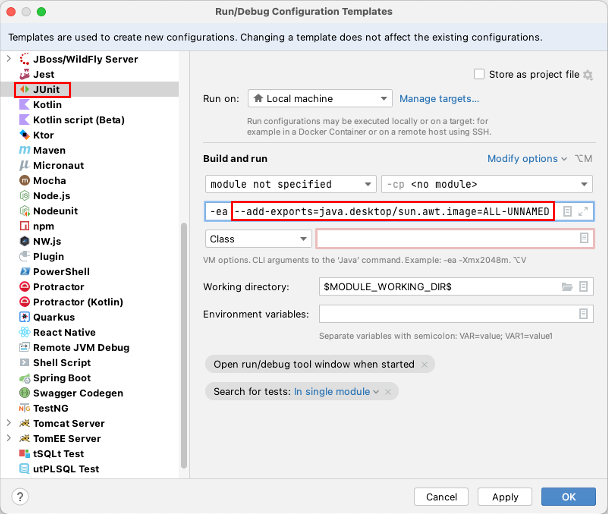 Run/Debug Configuration Templates
Templates are used to create new configurations. Changing a template does not affect the existing configurations.
JBoss/WildFly Server
Jest
JUnit
Kotlin
Kotlin script (Beta)
Ktor
Maven
Micronaut
Mocha
Node.js
Nodeunit
npm
NW.js
Plugin
PowerShell
Protractor
Protractor (Kotlin)
Quarkus
React Native
Remote JVM Debug
Shell Script
Spring Boot
Swagger Codegen
TestNG
Tomcat Server
TomEE Server
tSQLt Test
utPLSQL Test
Store as project file
Run on: Local machine Manage targets...
Run configurations may be executed locally or on a target: for
example in a Docker Container or on a remote host using SSH.
Build and run Modify options ⌥M
module not specified -cp <no module>
-ea --add-exports=java.desktop/sun.awt.image=ALL-UNNAMED
Class
VM options. CLI arguments to the 'Java' command. Example: -ea -Xmx2048m. ⌥V
Working directory: $MODULE_WORKING_DIR$
Environment variables:
Separate variables with semicolon: VAR=value; VAR1=value1
Open run/debug tool window when started
Search for tests: In single module
? Cancel Apply OK